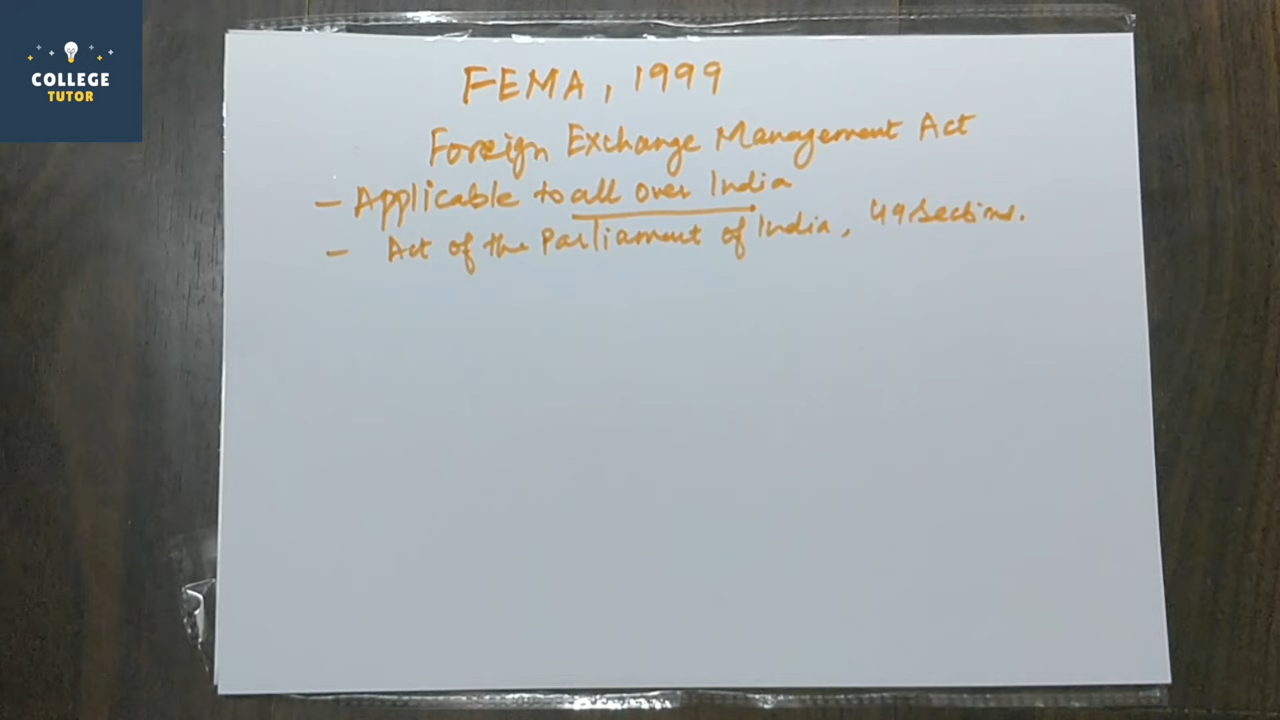 COLLEGE
TUTOR
FEMA, 1999
Foreign Exchange Management Act
- Applicable to all over India
- Act of the Parliament of India, 49 sections.